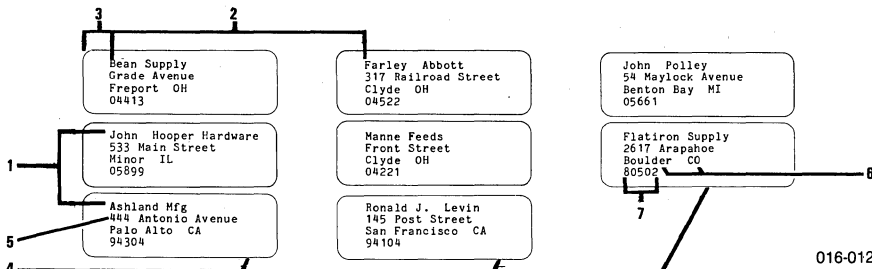 3 2
Bean Supply
Grade Avenue
Freport OH
04413
Farley Abbott
317 Railroad Street
Clyde OH
04522
John Polley
54 Maylock Avenue
Benton Bay MI
05661
1
John Hooper Hardware
533 Main Street
Minor IL
05899
Manne Feeds
Front Street
Clyde OH
04221
Flatiron Supply
2617 Arapahoe
Boulder CO
80502
6
7
Ashland Mfg
444 Antonio Avenue
Palo Alto CA
94304
Ronald J. Levin
145 Post Street
San Francisco CA
94104
5
4
016-012